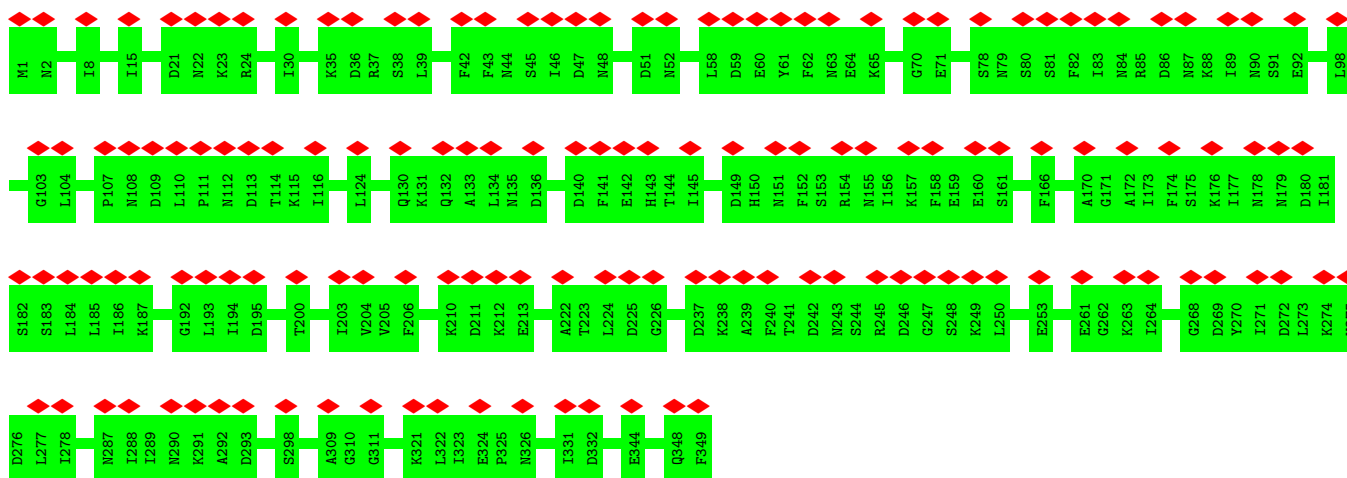 M1 N2 I8 I15 D21 N22 K23 R24 I30 K35 D36 R37 S38 L39 F42 F43 N44 S45 I46 D47 N48 D51 N52 L58 D59 E60 Y61 F62 N63 E64 K65 G70 E71 S78 N79 S80 S81 F82 I83 N84 R85 D86 N87 K88 I89 N90 S91 E92 L98
G103 L104 P107 N108 D109 L110 P111 N112 D113 T114 K115 I116 L124 Q130 K131 Q132 A133 L134 N135 D136 D140 F141 E142 H143 T144 I145 D149 H150 N151 F152 S153 R154 N155 I156 K157 F158 E159 E160 S161 F166 A170 G171 A172 I173 F174 S175 K176 I177 N178 N179 D180 I181
S182 S183 L184 L185 I186 K187 G192 L193 I194 D195 T200 I203 V204 V205 F206 K210 D211 K212 E213 A222 T223 L224 D225 G226 D237 K238 A239 F240 T241 D242 N243 S244 R245 D246 G247 S248 K249 L250 E253 E261 G262 K263 I264 G268 D269 Y270 I271 D272 L273 K274
D276 L277 I278 N287 I288 I289 N290 K291 A292 D293 S298 A309 G310 G311 K321 L322 I323 E324 P325 N326 I331 D332 E344 Q348 F349